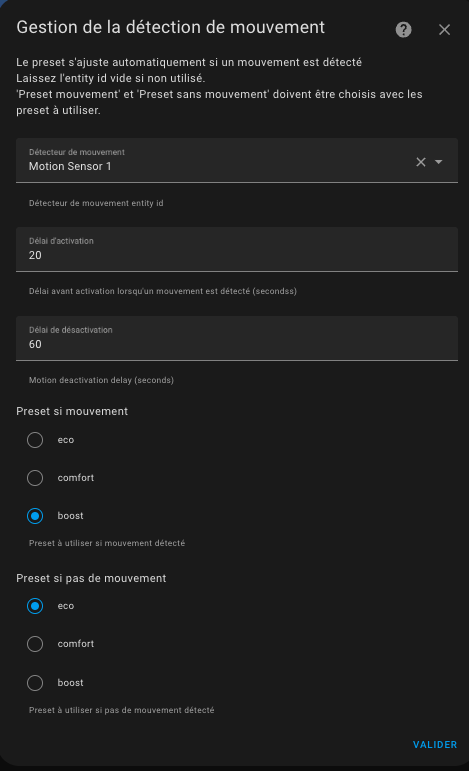 Gestion de la détection de mouvement
Le preset s'ajuste automatiquement si un mouvement est détecté
Laissez l'entity id vide si non utilisé.
'Preset mouvement' et 'Preset sans mouvement' doivent être choisis avec les
preset à utiliser.
Détecteur de mouvement
Motion Sensor 1
Détecteur de mouvement entity id
Délai d'activation
20
Délai avant activation lorsqu'un mouvement est détecté (secondss)
Délai de désactivation
60
Motion deactivation delay (seconds)
Preset si mouvement
eco
comfort
boost
Preset à utiliser si mouvement détecté
Preset si pas de mouvement
eco
comfort
boost
Preset à utiliser si pas de mouvement détecté
VALIDER